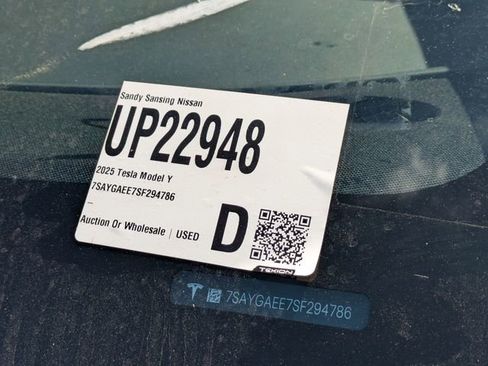 Sandy Sansing Nissan
UP22948
2025 Tesla Model Y
7SAYGAEE7SF294786
–
Auction Or Wholesale | USED
D
TEKION
7SAYGAEE7SF294786